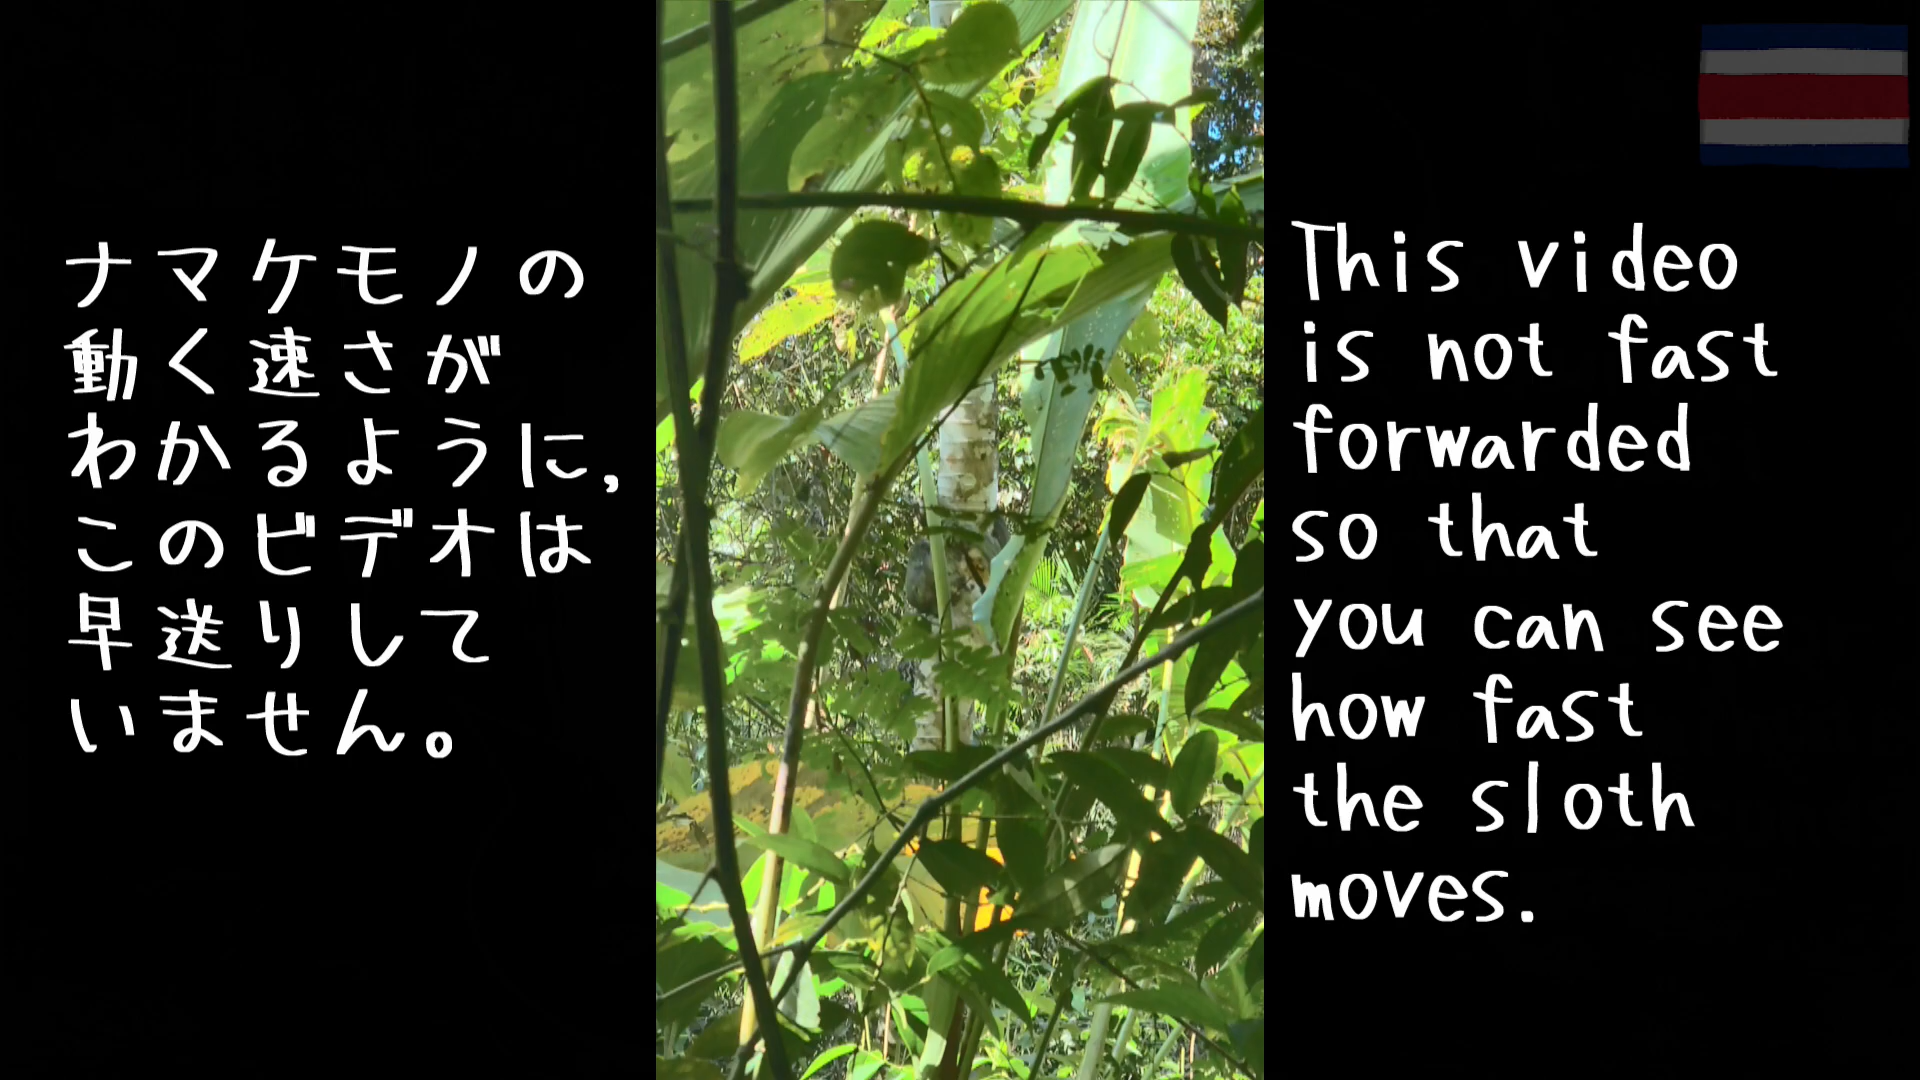 ナマケモノの
動く速さが
わかるように,
このビデオは
早送りして
いません。
This video
is not fast
forwarded
so that
you can see
how fast
the sloth
moves.